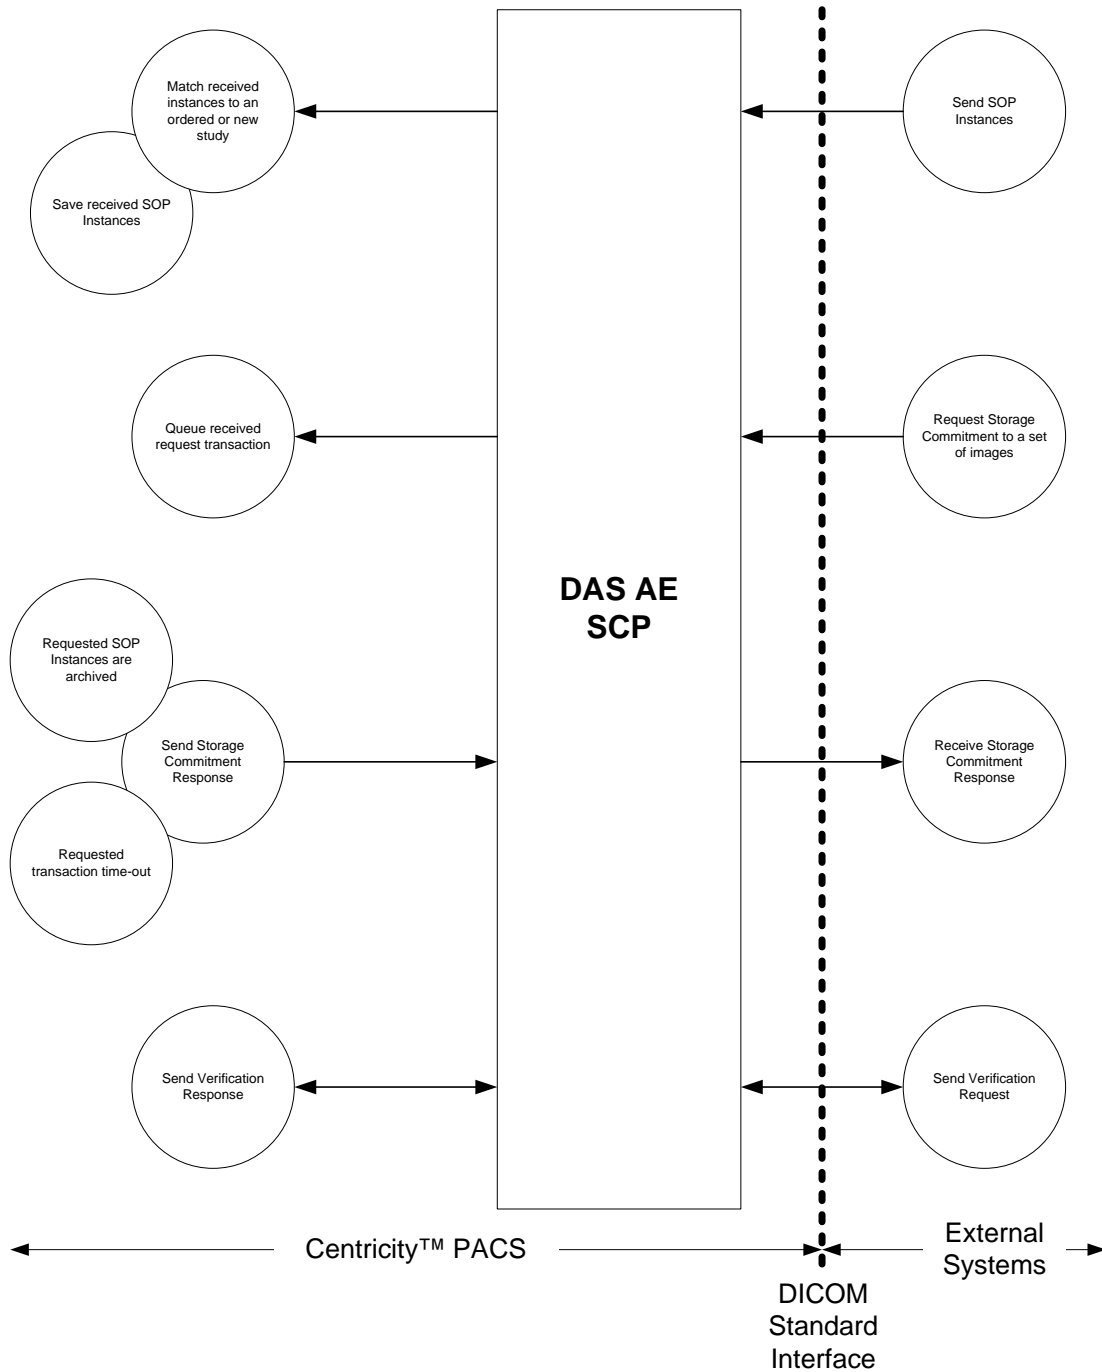 Match received
instances to an
ordered or new
study
Send SOP
Instances
Save received SOP
Instances
Queue received
request transaction
Request Storage
Commitment to a set
of images
DAS AE
SCP
Requested SOP
Instances are
archived
Send Storage
Commitment
Response
Receive Storage
Commitment
Response
Requested
transaction time-out
Send Verification
Response
Send Verification
Request
Centricity™ PACS
External
Systems
DICOM
Standard
Interface